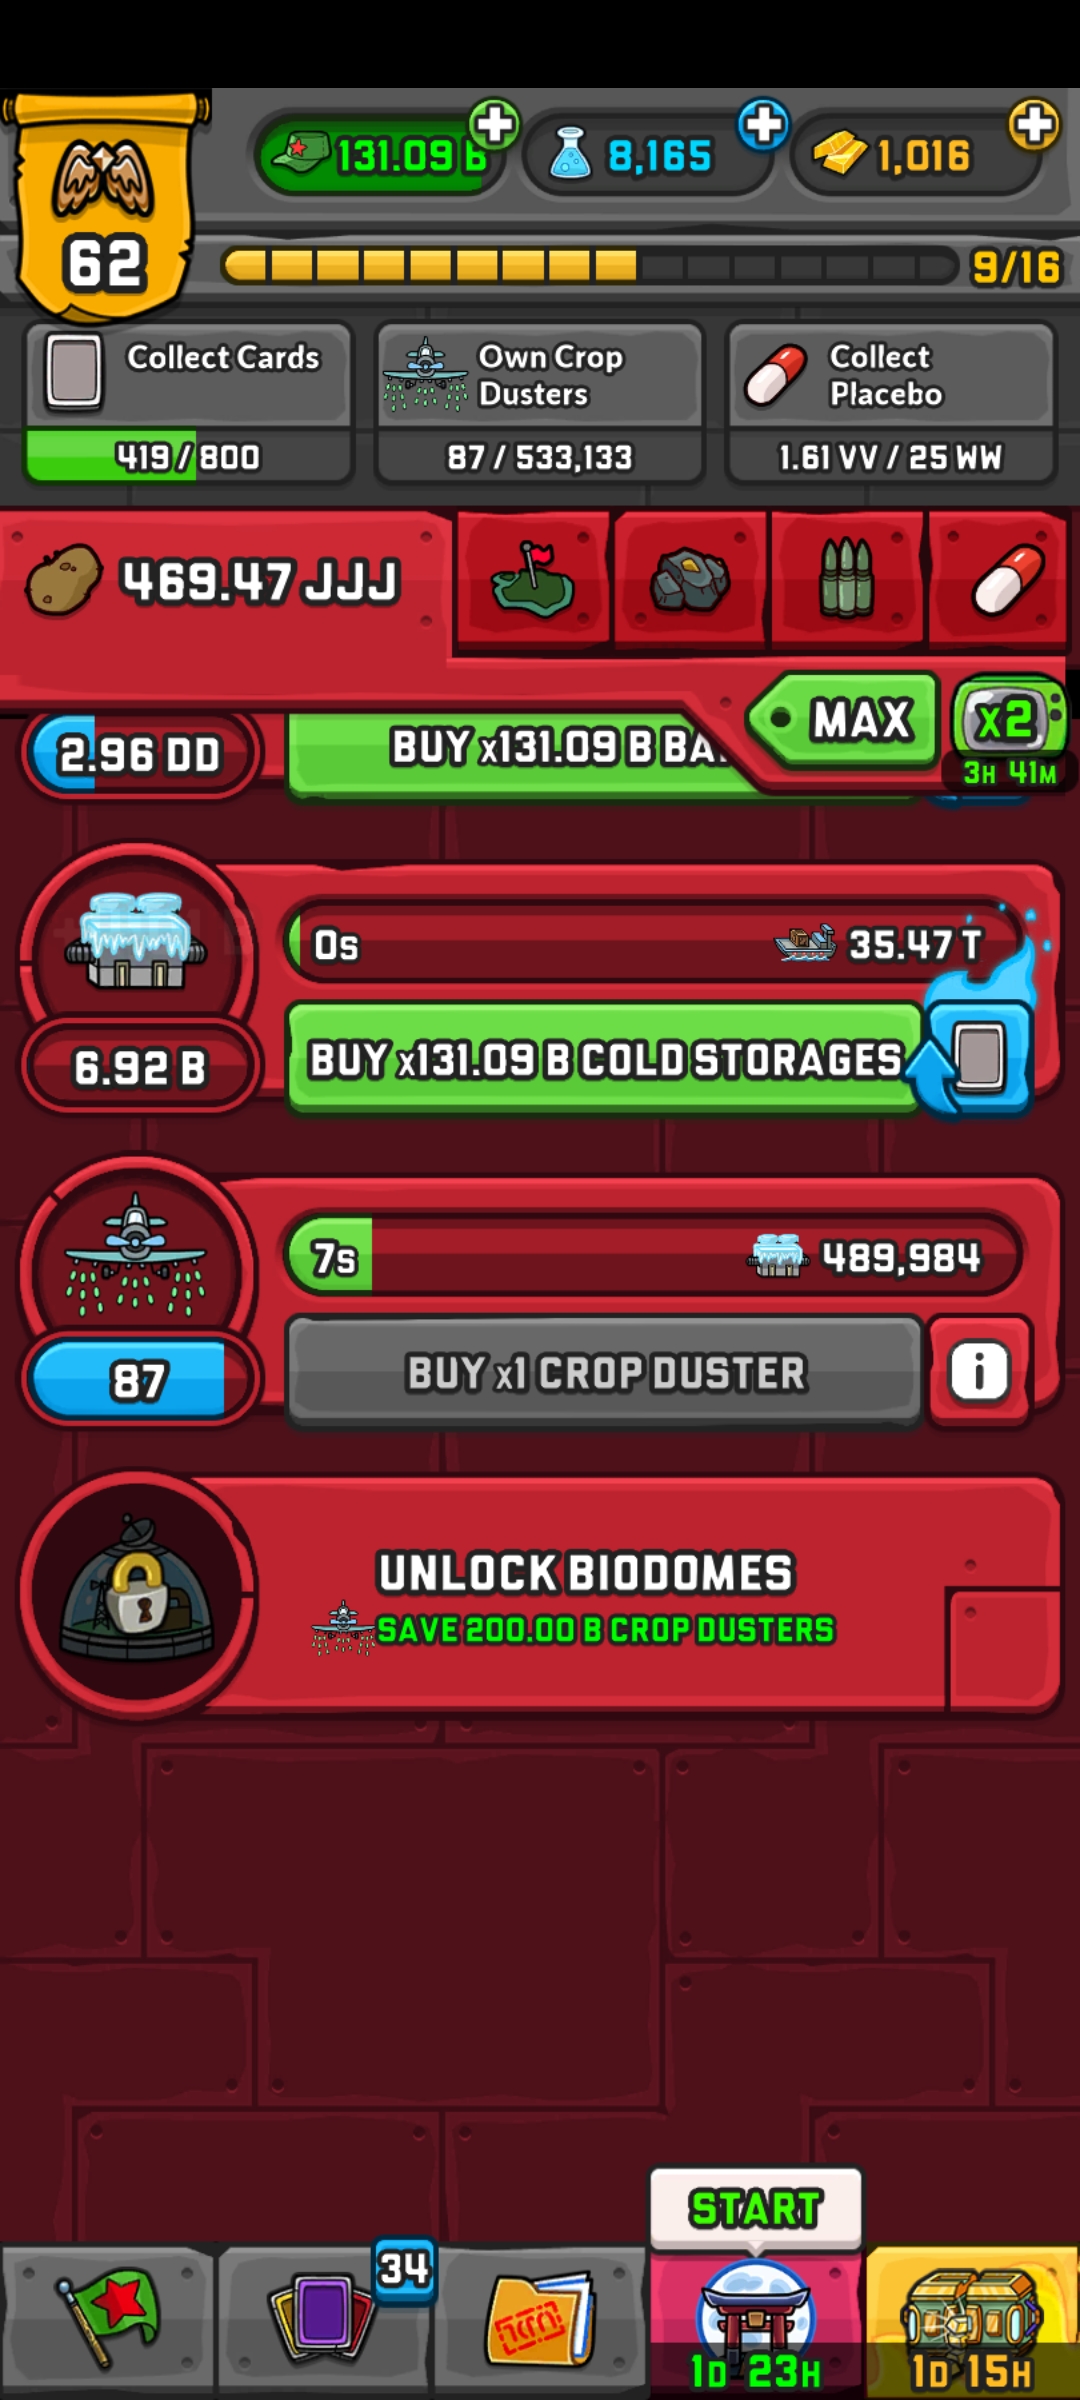 131.09 B
8,165
1,016
62
9/16
Collect Cards
419 / 800
Own Crop
Dusters
87 / 533,133
Collect
Placebo
1.61 VV / 25 WW
469.47 JJJ
MAX
x2
3H 41M
2.96 DD
BUY x131.09 B BA
0s
35.47 T
6.92 B
BUY x131.09 B COLD STORAGES
7s
489,984
87
BUY x1 CROP DUSTER
i
UNLOCK BIODOMES
SAVE 200.00 B CROP DUSTERS
START
34
1D 23H
1D 15H